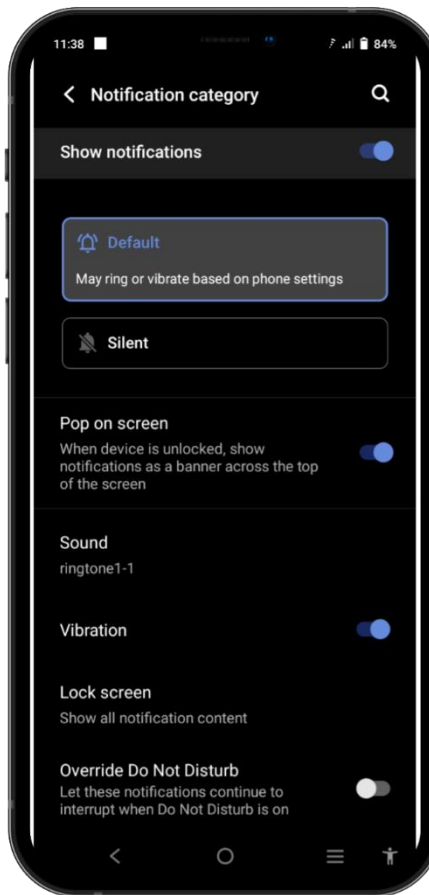 11:38 84%
Notification category
Show notifications
Default
May ring or vibrate based on phone settings
Silent
Pop on screen
When device is unlocked, show
notifications as a banner across the top
of the screen
Sound
ringtone1-1
Vibration
Lock screen
Show all notification content
Override Do Not Disturb
Let these notifications continue to
interrupt when Do Not Disturb is on